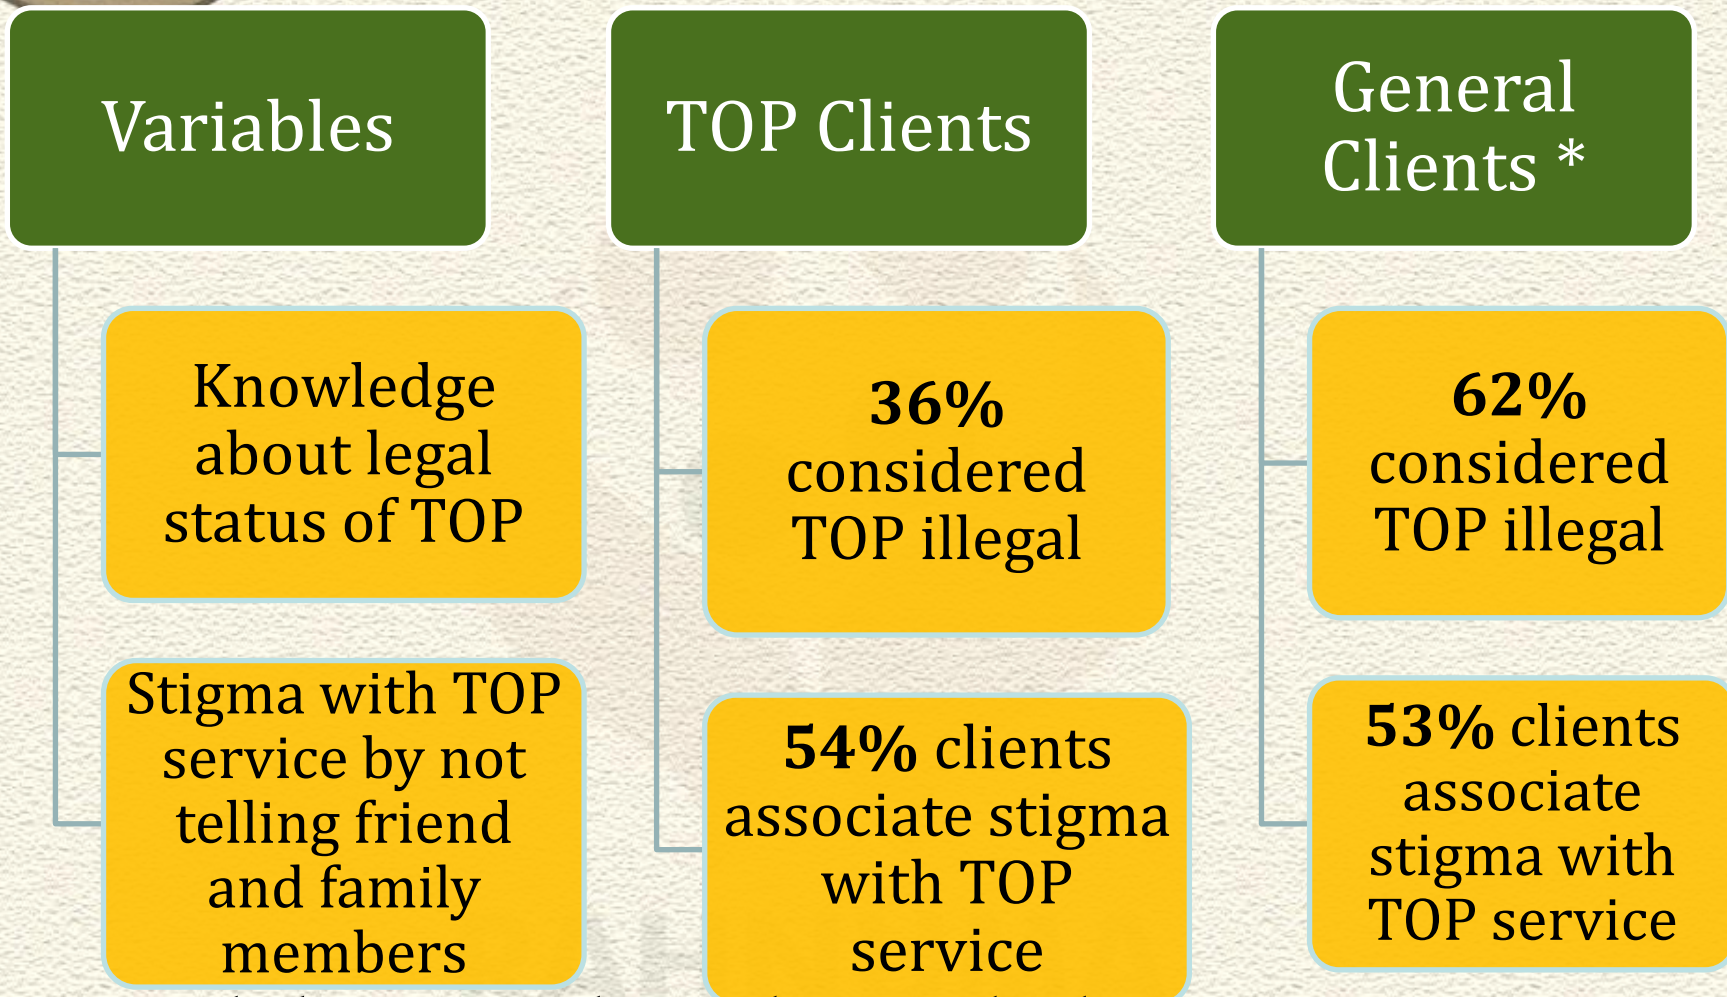 Variables
TOP Clients
General
Clients *
Knowledge
about legal
status of TOP
36%
considered
TOP illegal
62%
considered
TOP illegal
Stigma with TOP
service by not
telling friend
and family
members
54% clients
associate stigma
with TOP
service
53% clients
associate
stigma with
TOP service